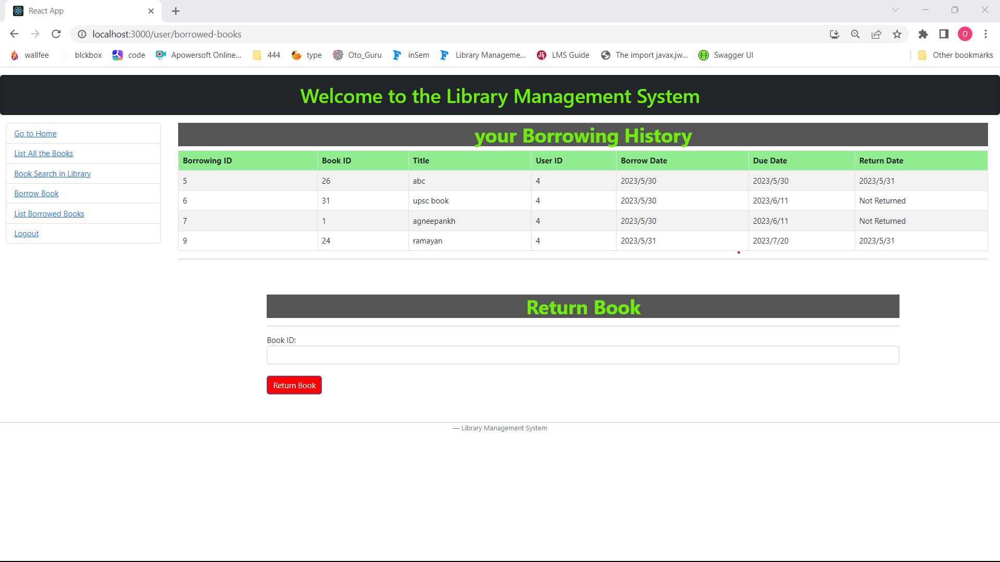 React App
localhost:3000/user/borrowed-books
O
wallfee blckbox code Apowersoft Online... 444 type Oto_Guru inSem Library Manageme... LMS Guide The import javax.jw... Swagger UI Other bookmarks
Welcome to the Library Management System
Go to Home
List All the Books
Book Search in Library
Borrow Book
List Borrowed Books
Logout
your Borrowing History
Borrowing ID Book ID Title User ID Borrow Date Due Date Return Date
5 26 abc 4 2023/5/30 2023/5/30 2023/5/31
6 31 upsc book 4 2023/5/30 2023/6/11 Not Returned
7 1 agneepankh 4 2023/5/30 2023/6/11 Not Returned
9 24 ramayan 4 2023/5/31 2023/7/20 2023/5/31
Return Book
Book ID:
Return Book
— Library Management System